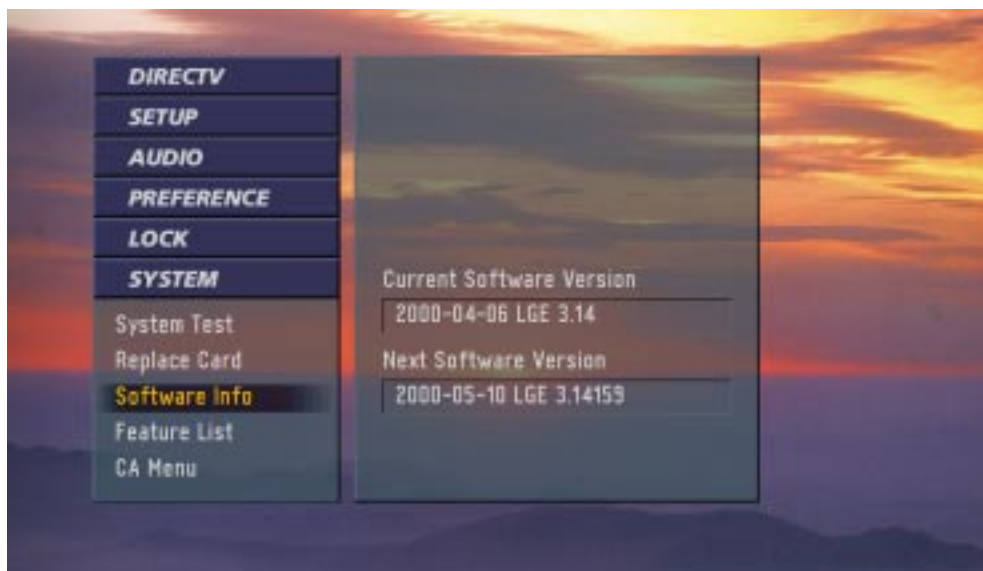 DIRECTV
SETUP
AUDIO
PREFERENCE
LOCK
SYSTEM
System Test
Replace Card
Software Info
Feature List
CA Menu
Current Software Version
2000-04-06 LGE 3.14
Next Software Version
2000-05-10 LGE 3.14159